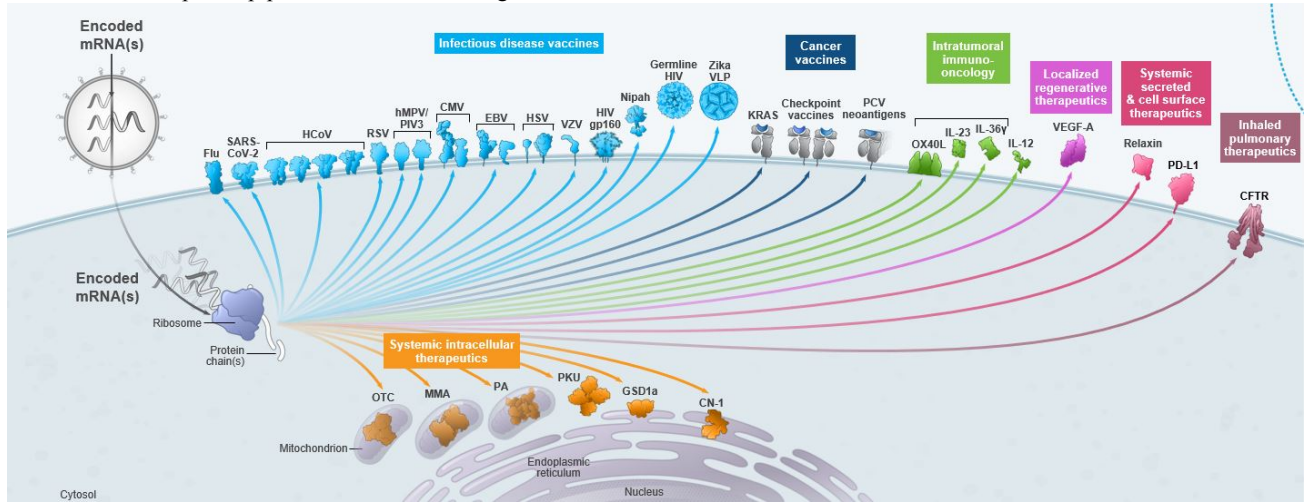 Encoded
mRNA(s)
Infectious disease vaccines
Cancer
vaccines
Intratumoral
immuno-
oncology
Localized
regenerative
therapeutics
Systemic
secreted
& cell surface
therapeutics
Inhaled
pulmonary
therapeutics
Flu
SARS-
CoV-2
HCoV
RSV
hMPV/
PIV3
CMV
EBV
HSV
VZV
HIV
gp160
Nipah
Germline
HIV
Zika
VLP
KRAS
Checkpoint
vaccines
PCV
neoantigens
OX40L
IL-23
IL-36γ
IL-12
VEGF-A
Relaxin
PD-L1
CFTR
Encoded
mRNA(s)
Ribosome
Protein
chain(s)
Systemic intracellular
therapeutics
OTC
MMA
PA
PKU
GSD1a
CN-1
Mitochondrion
Endoplasmic
reticulum
Nucleus
Cytosol